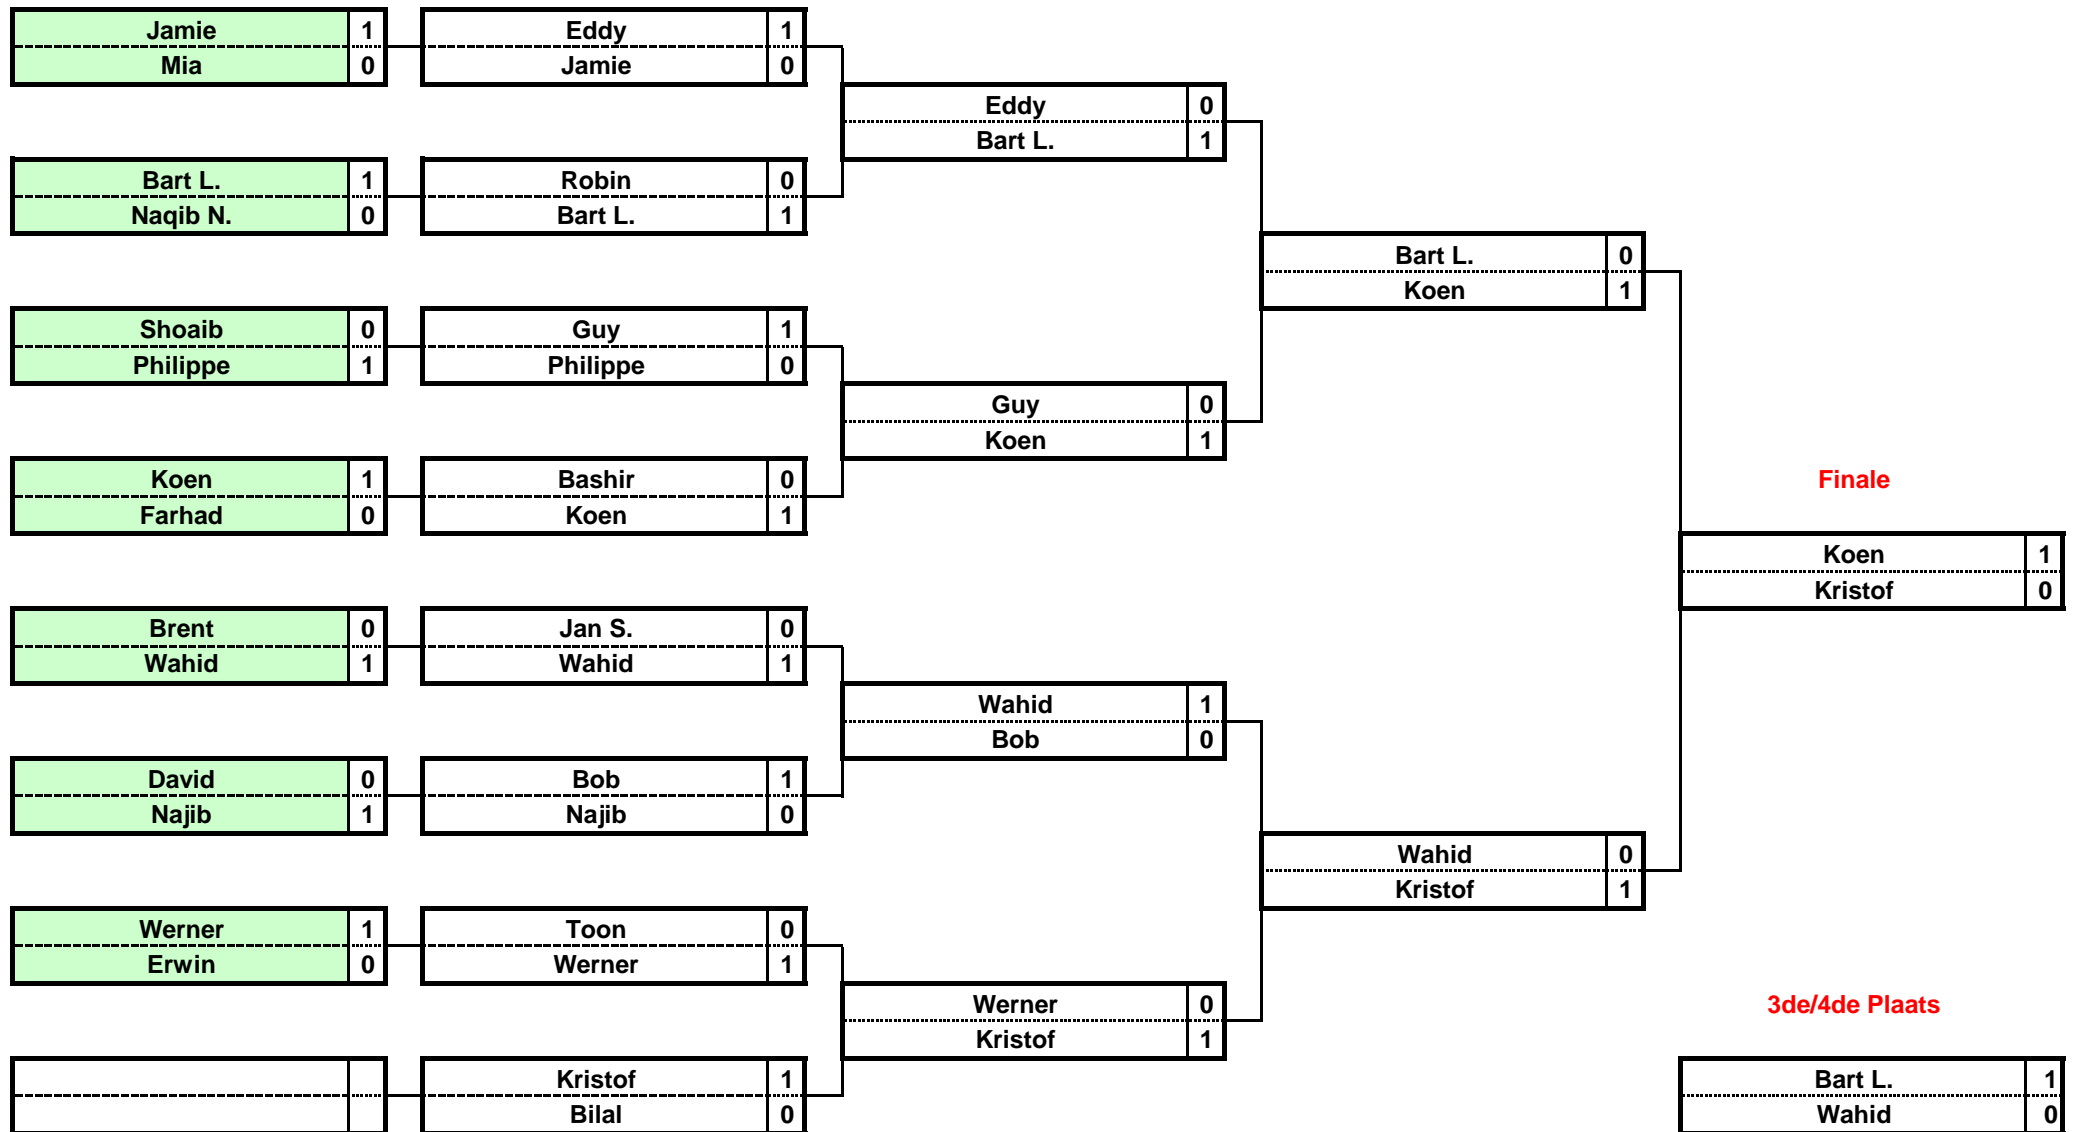 Jamie 1
Mia 0
Bart L. 1
Naqib N. 0
Shoaib 0
Philippe 1
Koen 1
Farhad 0
Brent 0
Wahid 1
David 0
Najib 1
Werner 1
Erwin 0
Eddy 1
Jamie 0
Robin 0
Bart L. 1
Guy 1
Philippe 0
Bashir 0
Koen 1
Jan S. 0
Wahid 1
Bob 1
Najib 0
Toon 0
Werner 1
Kristof 1
Bilal 0
Eddy 0
Bart L. 1
Guy 0
Koen 1
Wahid 1
Bob 0
Werner 0
Kristof 1
Bart L. 0
Koen 1
Wahid 0
Kristof 1
Finale
Koen 1
Kristof 0
3de/4de Plaats
Bart L. 1
Wahid 0